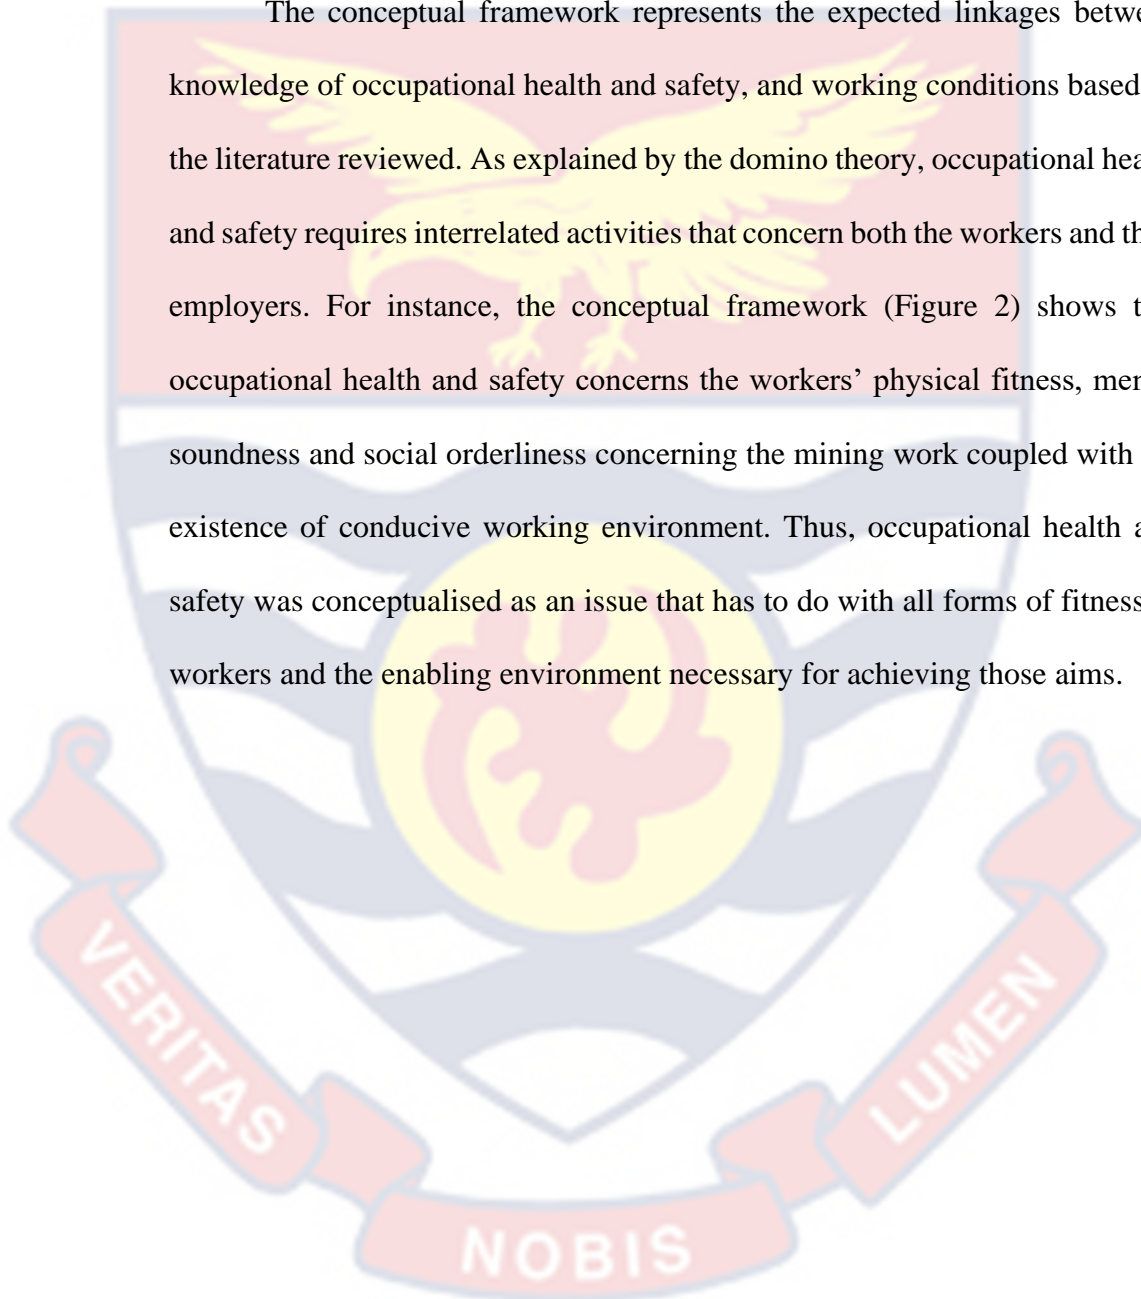 The conceptual framework represents the expected linkages betwe
knowledge of occupational health and safety, and working conditions based
the literature reviewed. As explained by the domino theory, occupational hea
and safety requires interrelated activities that concern both the workers and th
employers. For instance, the conceptual framework (Figure 2) shows t
occupational health and safety concerns the workers’ physical fitness, men
soundness and social orderliness concerning the mining work coupled with
existence of conducive working environment. Thus, occupational health a
safety was conceptualised as an issue that has to do with all forms of fitness
workers and the enabling environment necessary for achieving those aims.
VERITAS
NOBIS
LUMEN